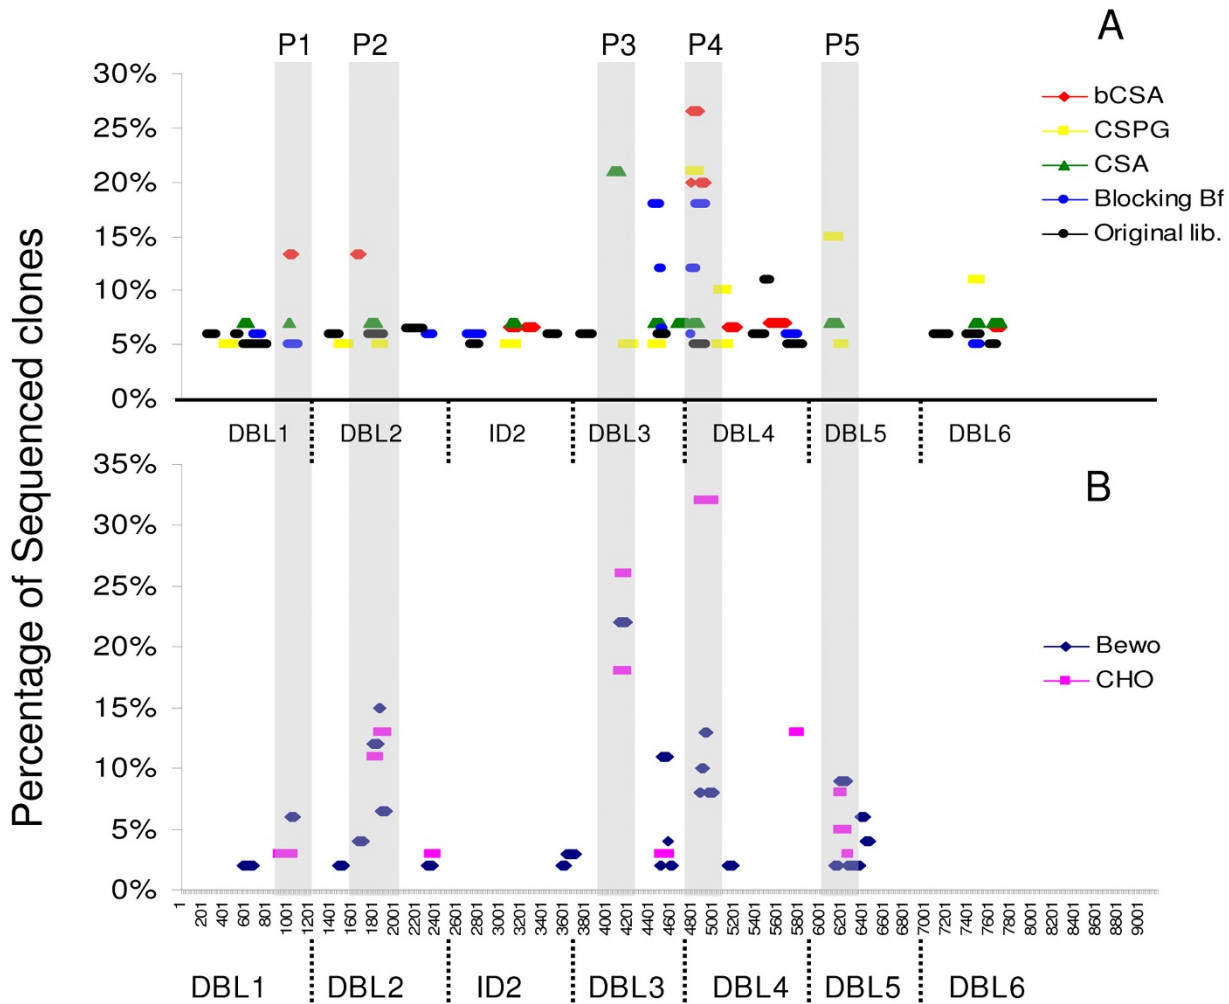 A
P1 P2 P3 P4 P5
30%
25%
20%
15%
10%
5%
0%
bCSA
CSPG
CSA
Blocking Bf
Original lib.
DBL1 DBL2 ID2 DBL3 DBL4 DBL5 DBL6
Percentage of Sequenced clones
B
35%
30%
25%
20%
15%
10%
5%
0%
Bewo
CHO
1 201 401 601 801 1001 1201 1401 1601 1801 2001 2201 2401 2601 2801 3001 3201 3401 3601 3801 4001 4201 4401 4601 4801 5001 5201 5401 5601 5801 6001 6201 6401 6601 6801 7001 7201 7401 7601 7801 8001 8201 8401 8601 8801 9001
DBL1 DBL2 ID2 DBL3 DBL4 DBL5 DBL6